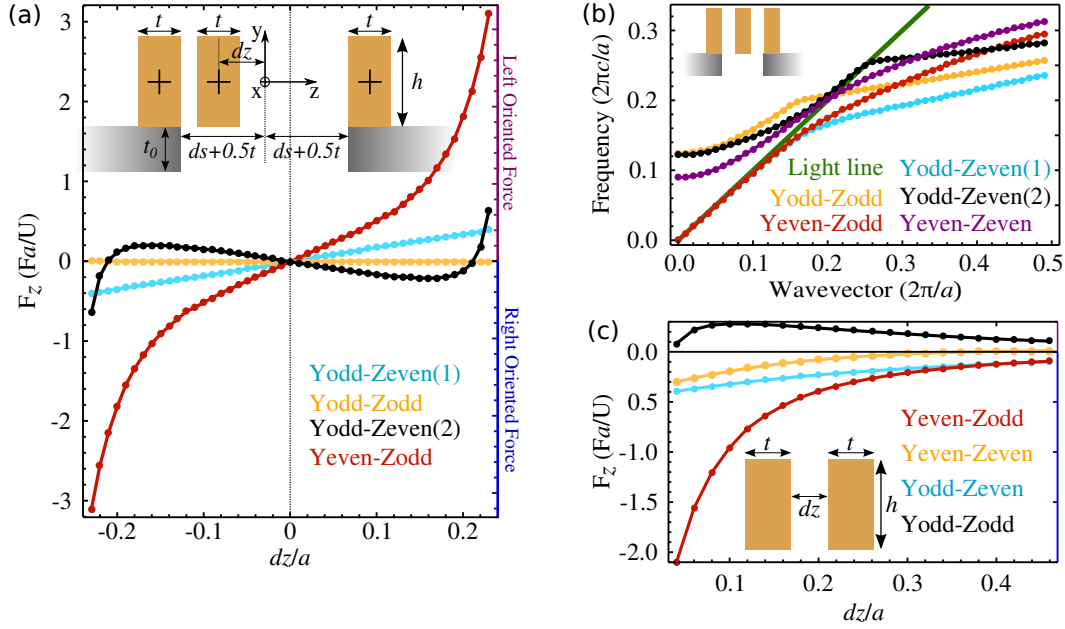 (a)
t
t
y
dz
x
z
h
t₀
ds+0.5t
ds+0.5t
3
2
1
0
-1
-2
-3
F_z (Fa/U)
Left Oriented Force
Right Oriented Force
Yodd-Zeven(1)
Yodd-Zodd
Yodd-Zeven(2)
Yeven-Zodd
-0.2
-0.1
0
0.1
0.2
dz/a
(b)
0.4
0.3
0.2
0.1
0.0
Frequency (2πc/a)
Light line
Yodd-Zeven(1)
Yodd-Zodd
Yodd-Zeven(2)
Yeven-Zodd
Yeven-Zeven
0.0
0.1
0.2
0.3
0.4
0.5
Wavevector (2π/a)
(c)
0.0
0.5
-1.0
-1.5
-2.0
F_z (Fa/U)
Yeven-Zodd
Yeven-Zeven
Yodd-Zeven
Yodd-Zodd
t
t
dz
h
0.1
0.2
0.3
0.4
dz/a